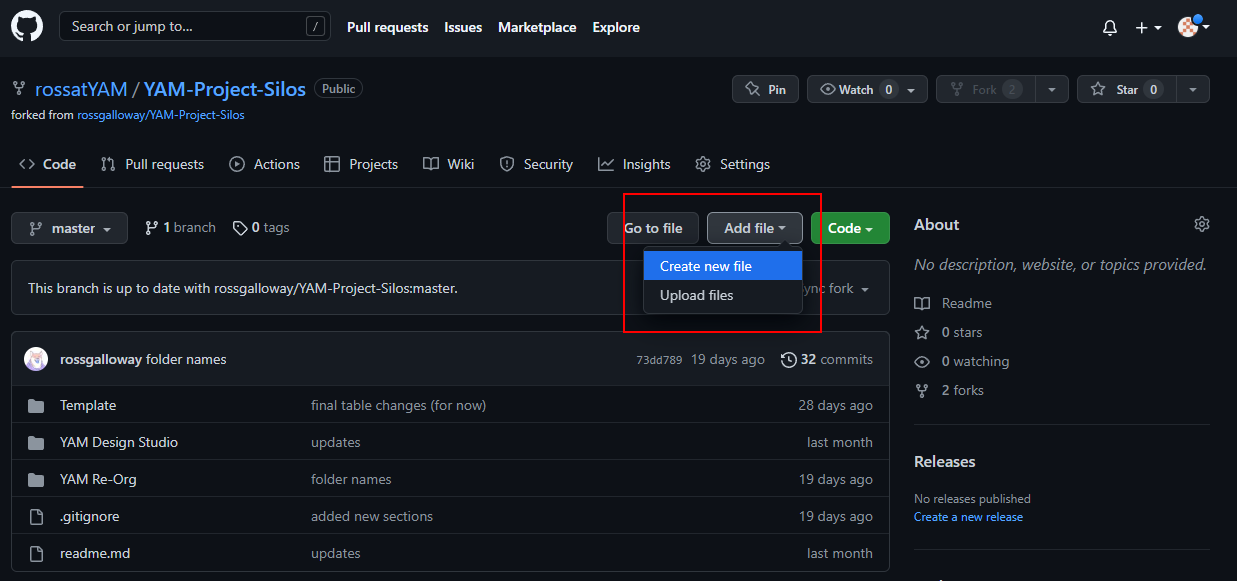 Search or jump to... /
Pull requests Issues Marketplace Explore
rossatYAM / YAM-Project-Silos Public
Pin Watch 0 Fork 2 Star 0
forked from rossgalloway/YAM-Project-Silos
Code Pull requests Actions Projects Wiki Security Insights Settings
master 1 branch 0 tags Go to file Add file Code
Create new file
Upload files
This branch is up to date with rossgalloway/YAM-Project-Silos:master. ync fork
rossgalloway folder names 73dd789 19 days ago 32 commits
Template final table changes (for now) 28 days ago
YAM Design Studio updates last month
YAM Re-Org folder names 19 days ago
.gitignore added new sections 19 days ago
readme.md updates last month
About
No description, website, or topics provided.
Readme
0 stars
0 watching
2 forks
Releases
No releases published
Create a new release